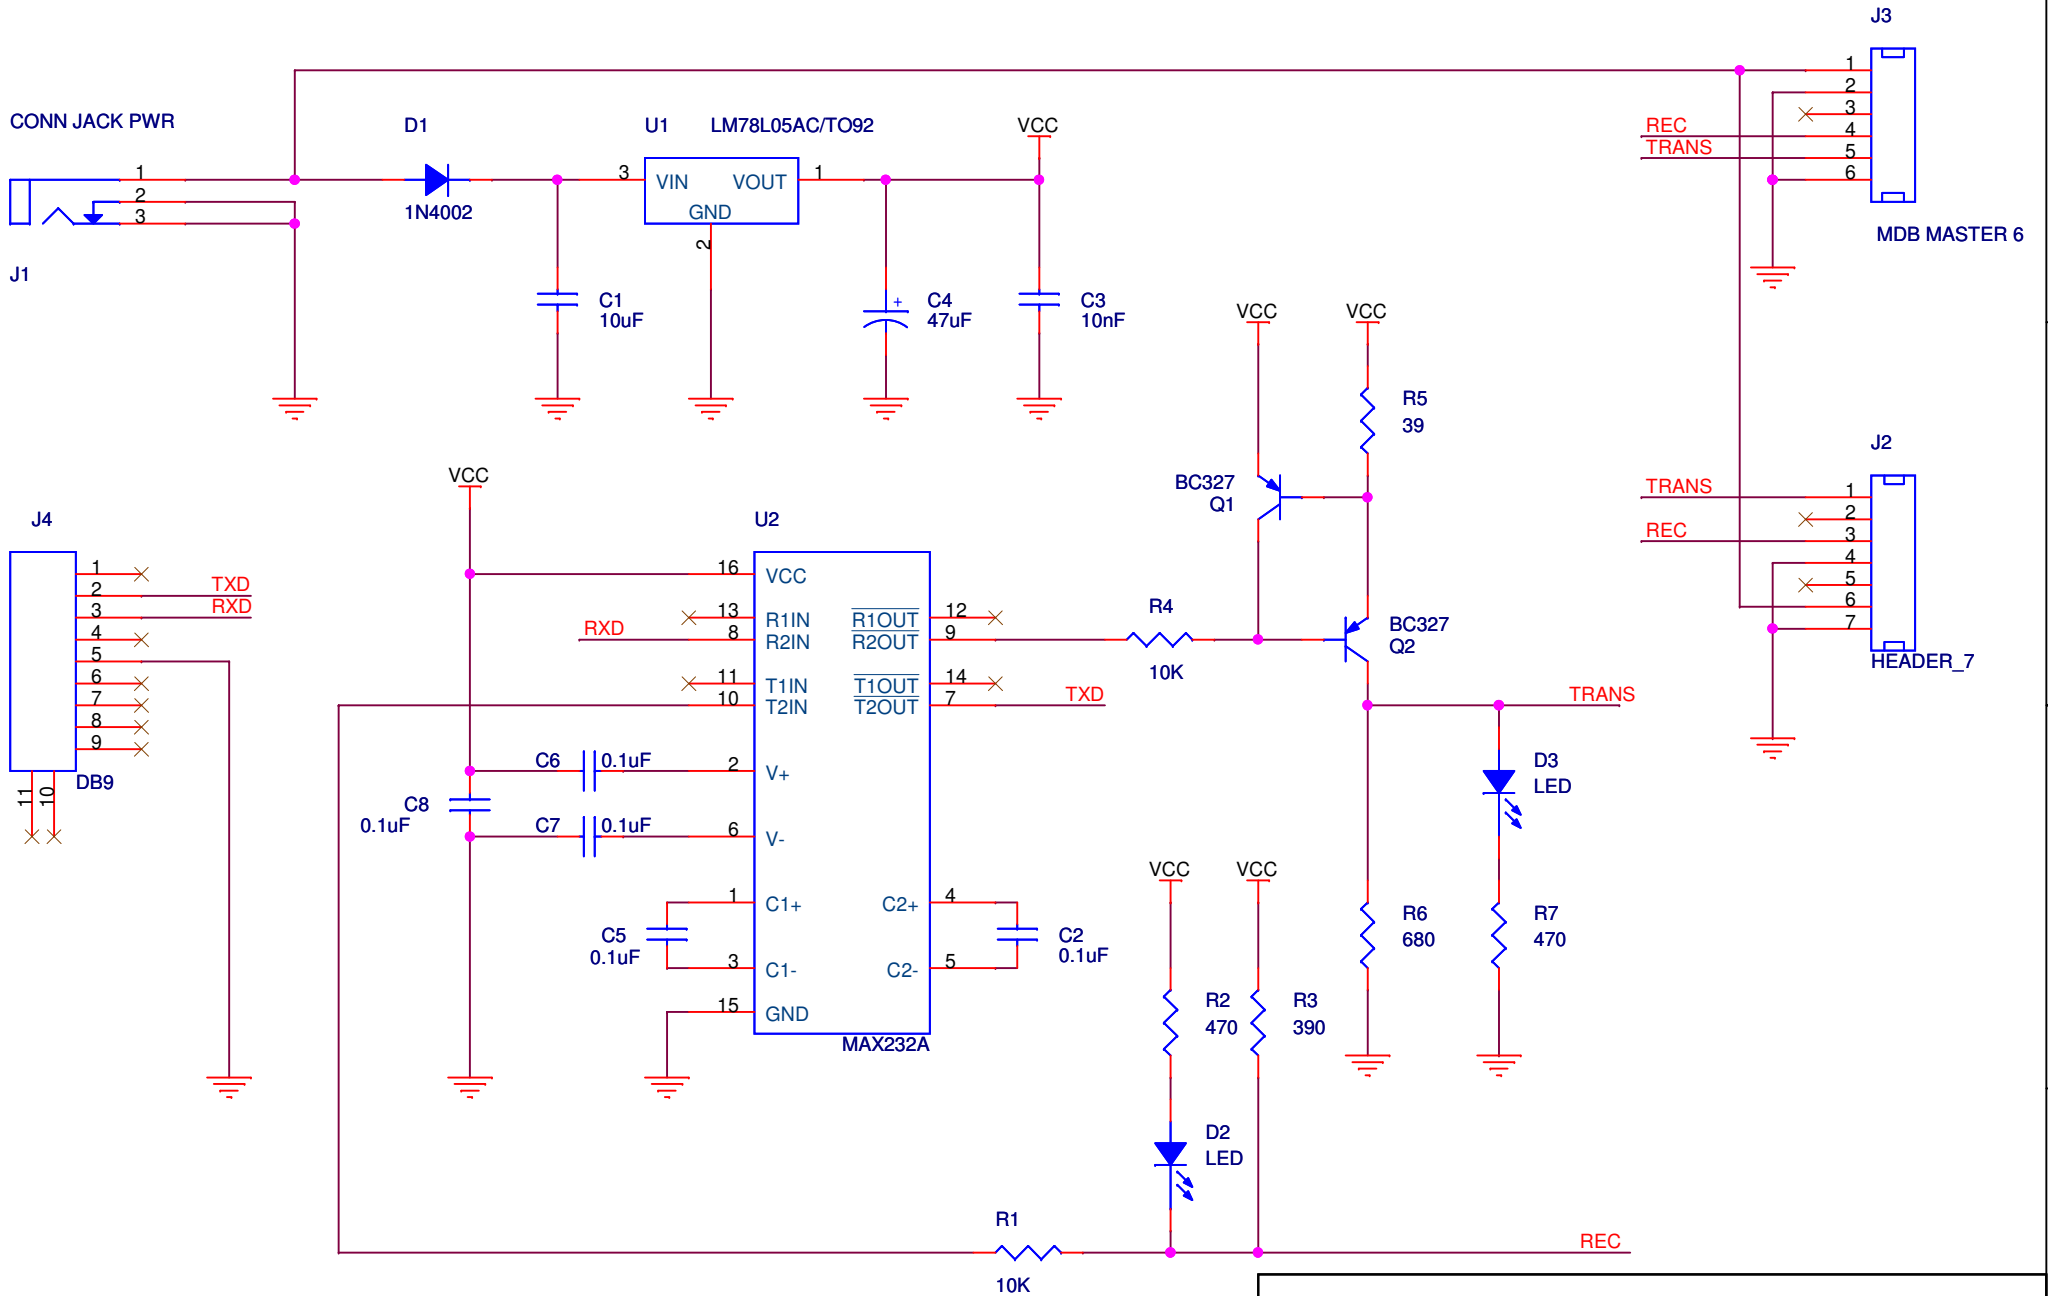 J3
1
2
3
4
5
6
REC
TRANS
MDB MASTER 6
CONN JACK PWR
1
2
3
J1
D1
1N4002
U1 LM78L05AC/TO92
3 VIN VOUT 1
GND
2
VCC
C1
10uF
C4
+
47uF
C3
10nF
VCC VCC
R5
39
BC327
Q1
J2
TRANS
REC
1
2
3
4
5
6
7
HEADER_7
J4
1
2 TXD
3 RXD
4
5
6
7
8
9
DB9
11 10
VCC
U2
16 VCC
13 R1IN R1OUT 12
RXD 8 R2IN R2OUT 9
11 T1IN T1OUT 14
10 T2IN T2OUT 7 TXD
C6 0.1uF 2 V+
C8
0.1uF
C7 0.1uF 6 V-
1 C1+ C2+ 4
C5
0.1uF
C2
0.1uF
3 C1- C2- 5
15 GND
MAX232A
R4
10K
BC327
Q2
TRANS
D3
LED
R6
680
R7
470
VCC VCC
R2
470
R3
390
D2
LED
R1
10K
REC